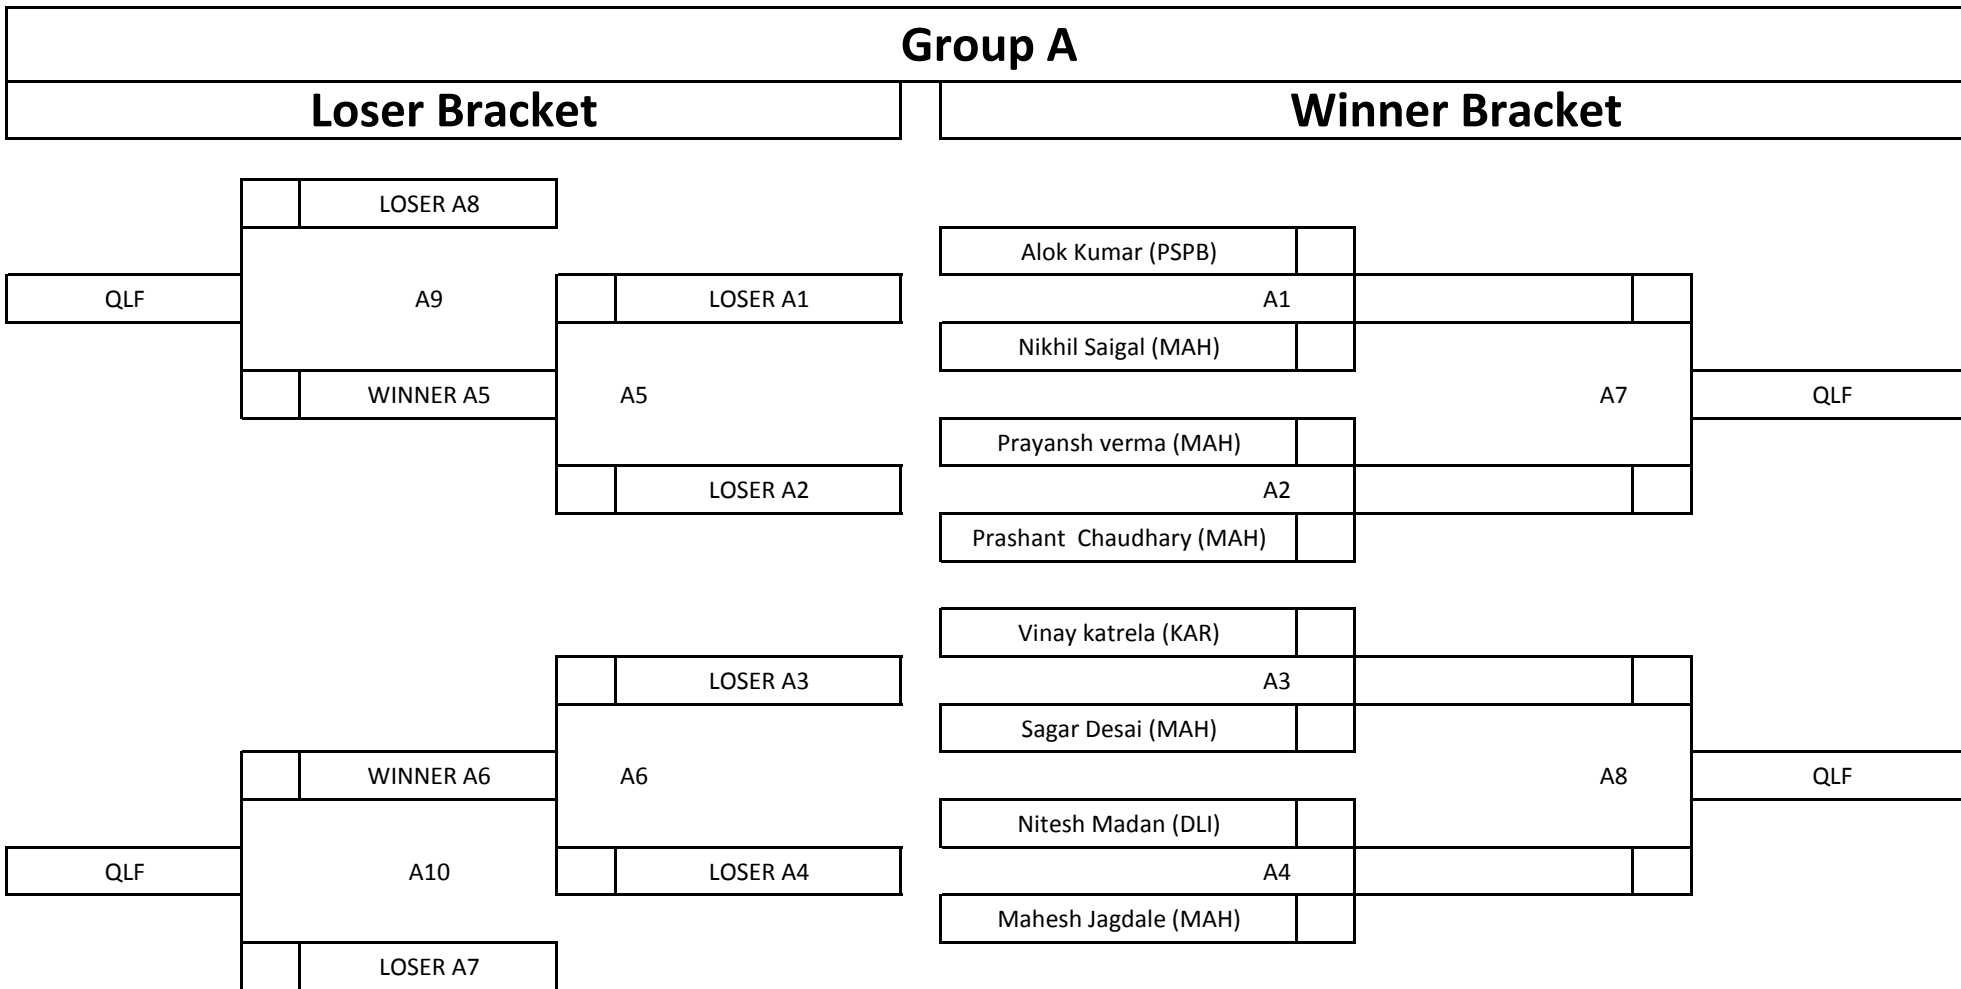 Group A
Loser Bracket
Winner Bracket
LOSER A8
Alok Kumar (PSPB)
QLF
A9
LOSER A1
A1
Nikhil Saigal (MAH)
WINNER A5
A5
A7
QLF
Prayansh verma (MAH)
LOSER A2
A2
Prashant  Chaudhary (MAH)
Vinay katrela (KAR)
LOSER A3
A3
Sagar Desai (MAH)
WINNER A6
A6
A8
QLF
Nitesh Madan (DLI)
QLF
A10
LOSER A4
A4
Mahesh Jagdale (MAH)
LOSER A7